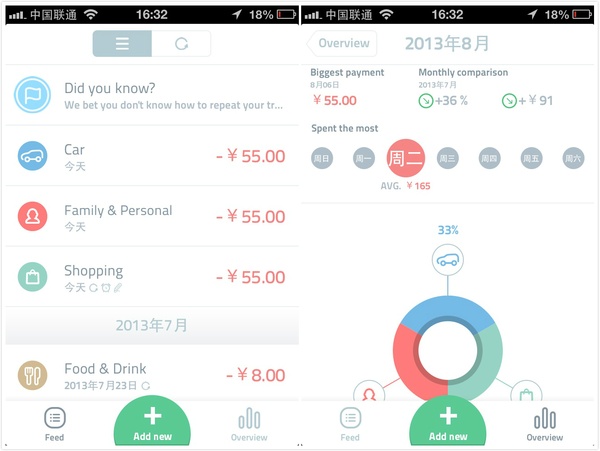 中国联通
16:32
18%
Did you know?
We bet you don't know how to repeat your tr...
Car
今天
-￥55.00
Family & Personal
今天
-￥55.00
Shopping
今天
-￥55.00
2013年7月
Food & Drink
2013年7月23日
-￥8.00
Feed
Add new
Overview
中国联通
16:32
18%
Overview
2013年8月
Biggest payment
8月06日
￥55.00
Monthly comparison
2013年7月
+36 %
+￥91
Spent the most
周日
周一
周二
周三
周四
周五
周六
AVG. ￥165
33%
Feed
Add new
Overview